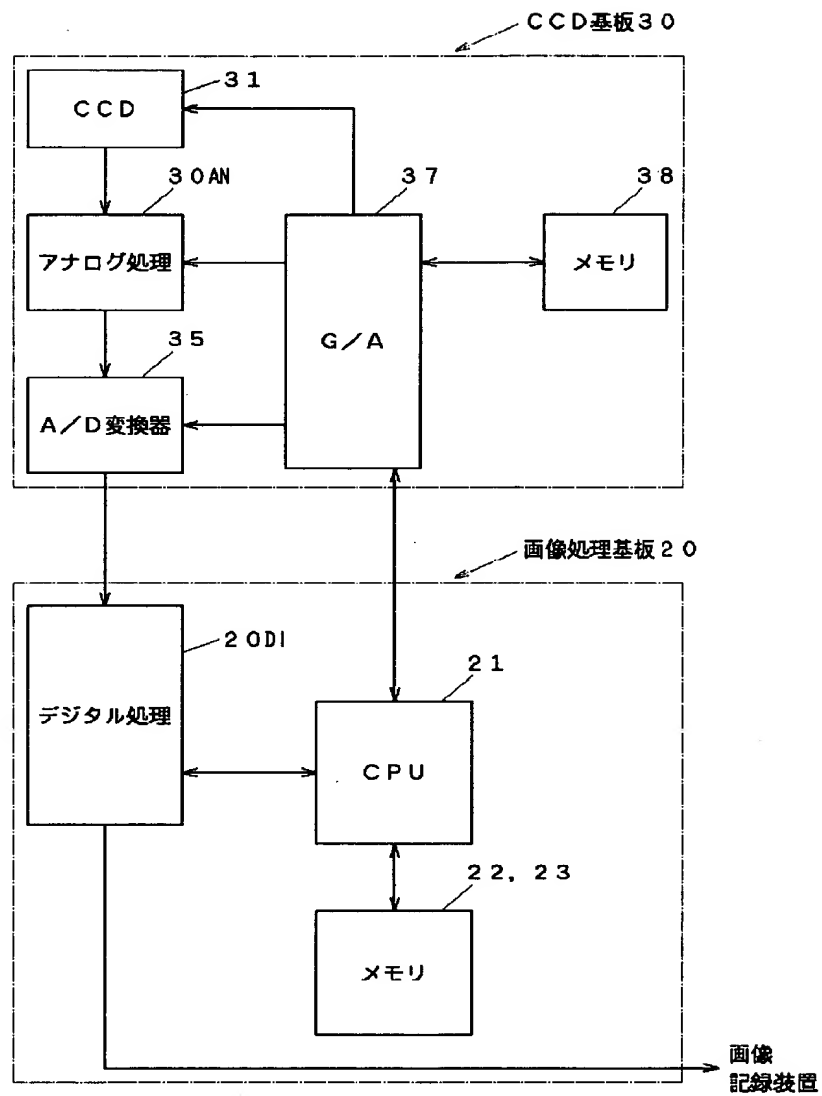 CCD基板30
31
CCD
30AN
37
38
アナログ処理
G/A
メモリ
35
A/D変換器
画像処理基板20
20DI
21
デジタル処理
CPU
22, 23
メモリ
画像
記録装置